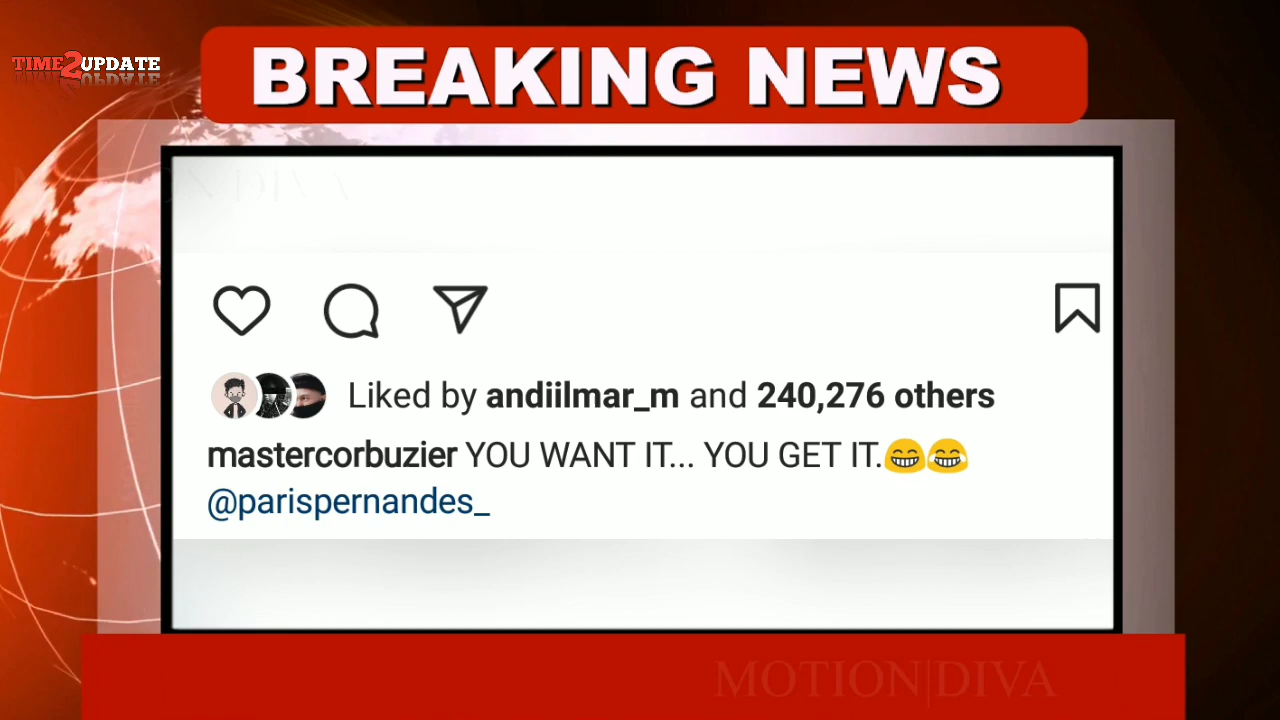 TIME2UPDATE
BREAKING NEWS
Liked by andiilmar_m and 240,276 others
mastercorbuzier YOU WANT IT... YOU GET IT.😁😂
@parispernandes_
MOTION|DIVA